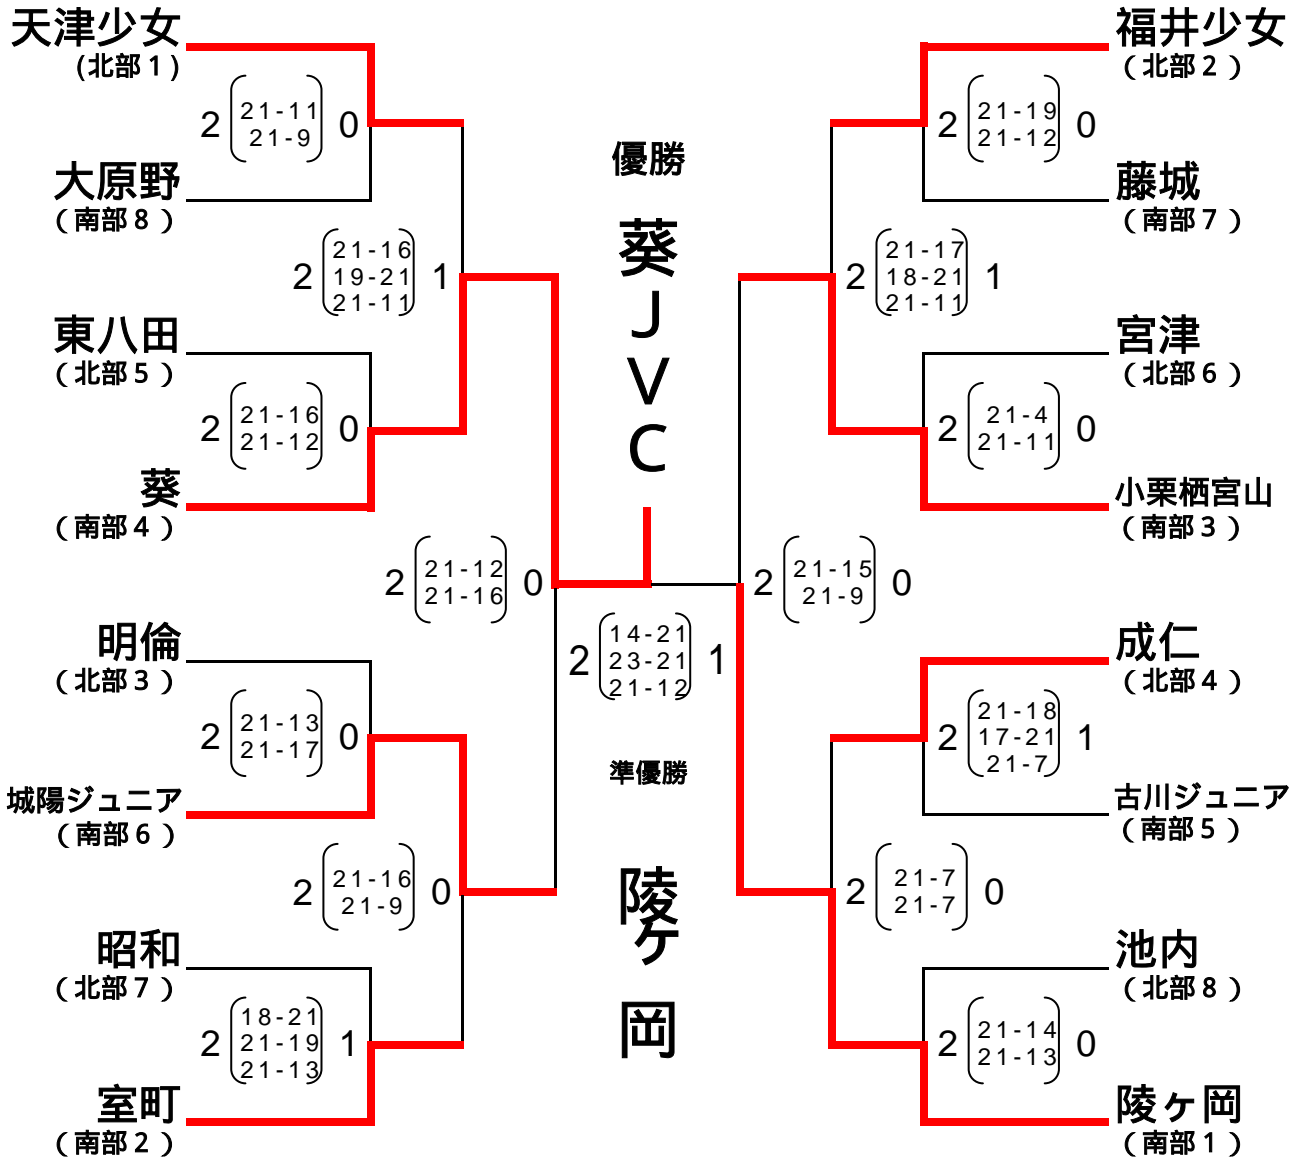 天津少女
(北部1)
2 21-11 0
21-9
大原野
(南部8)
2 21-16 1
19-21
21-11
東八田
(北部5)
2 21-16 0
21-12
葵
(南部4)
2 21-12 0
21-16
明倫
(北部3)
2 21-13 0
21-17
城陽ジュニア
(南部6)
2 21-16 0
21-9
昭和
(北部7)
2 18-21 1
21-19
21-13
室町
(南部2)
優勝
葵JVC
2 14-21 1
23-21
21-12
準優勝
陵ヶ岡
福井少女
(北部2)
2 21-19 0
21-12
藤城
(南部7)
2 21-17 1
18-21
21-11
宮津
(北部6)
2 21-4 0
21-11
小栗栖宮山
(南部3)
2 21-15 0
21-9
成仁
(北部4)
2 21-18 1
17-21
21-7
古川ジュニア
(南部5)
2 21-7 0
21-7
池内
(北部8)
2 21-14 0
21-13
陵ヶ岡
(南部1)